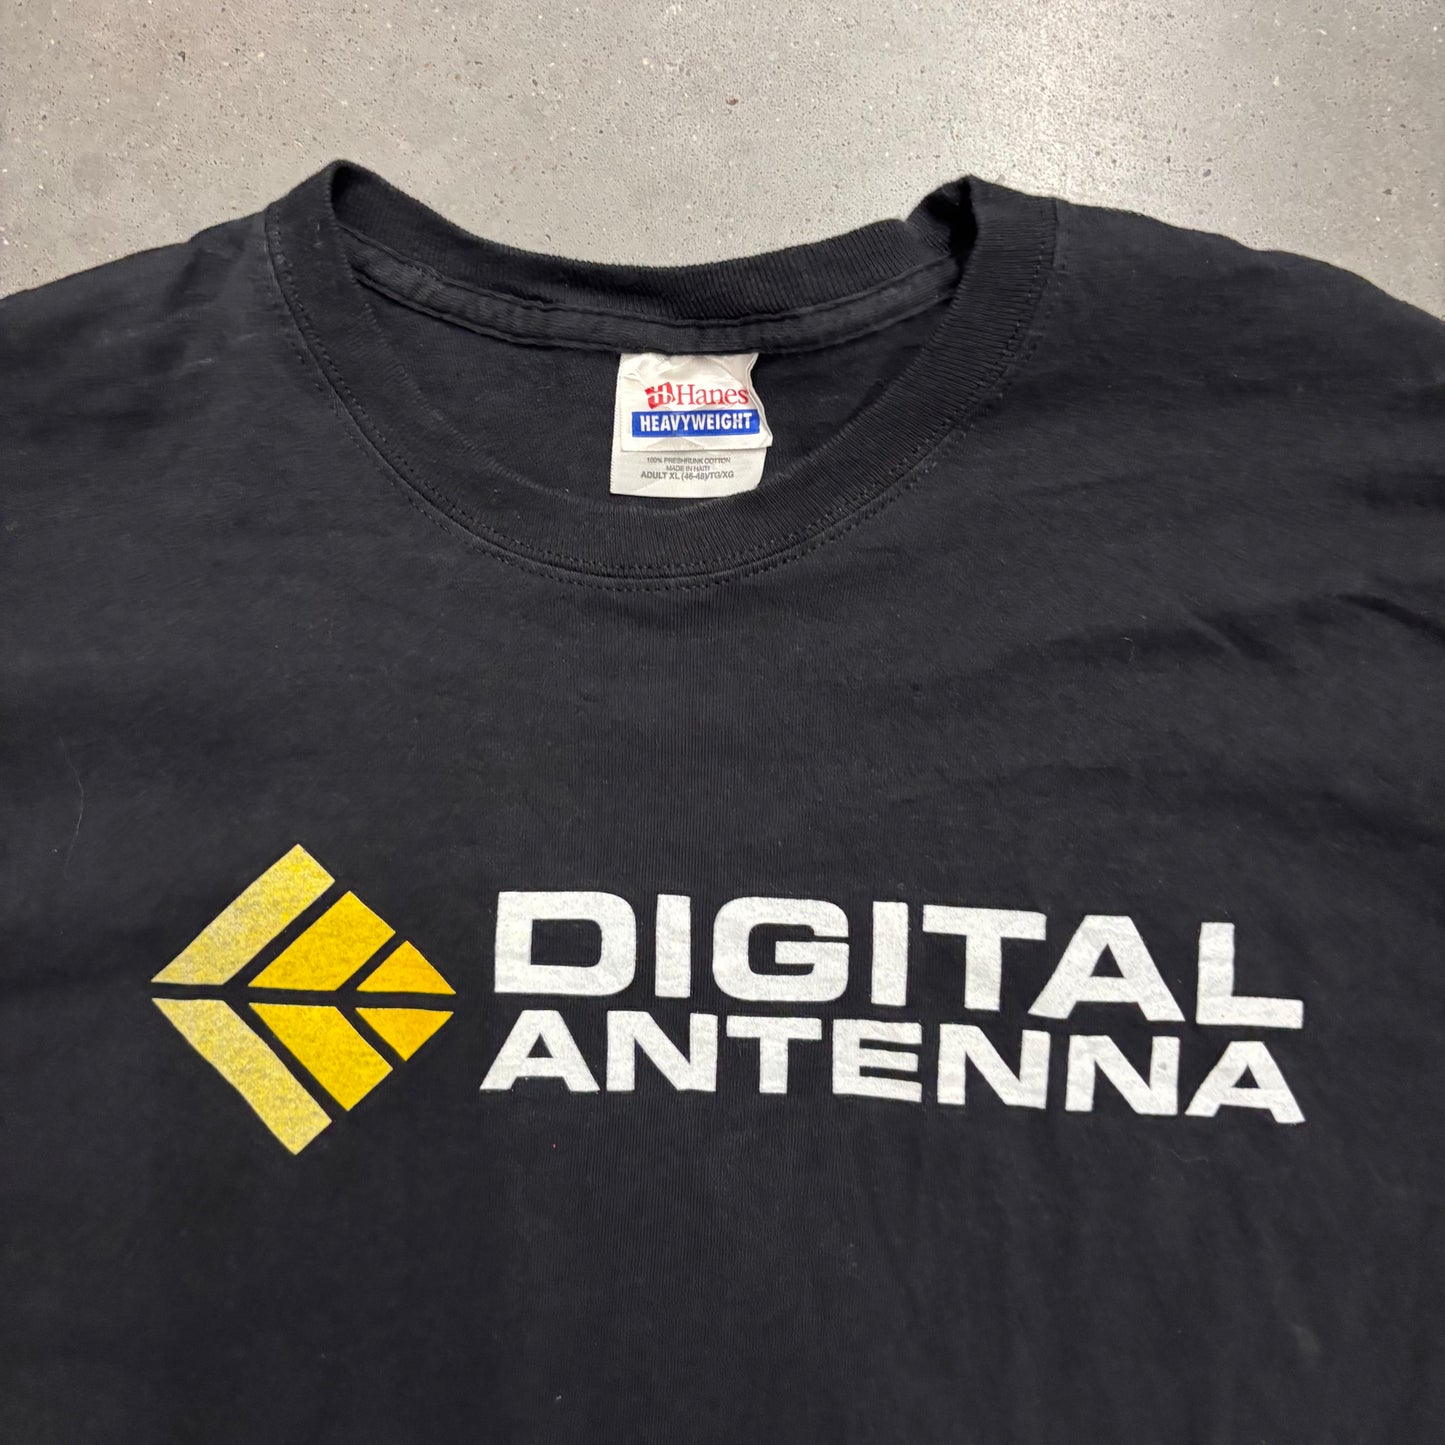 Hanes
HEAVYWEIGHT
100% PRESHRUNK COTTON
MADE IN HAITI
ADULT XL (46-48)/TG/XG
DIGITAL
ANTENNA